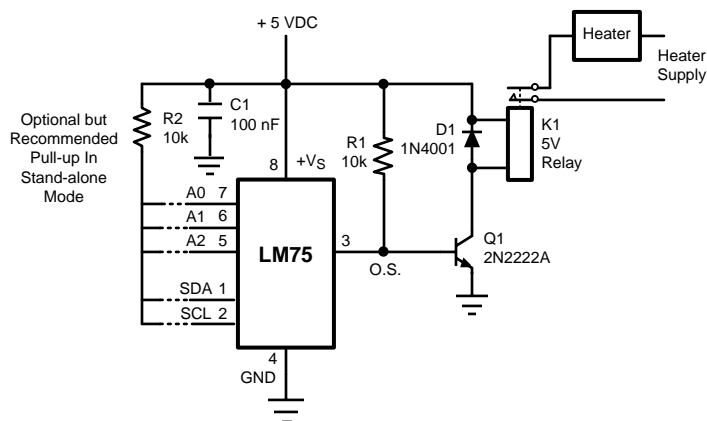 + 5 VDC
Heater
Heater
Supply
Optional but
Recommended
Pull-up In
Stand-alone
Mode
R2
10k
C1
100 nF
R1
10k
D1
1N4001
K1
5V
Relay
8
+VS
A0 7
A1 6
A2 5
SDA 1
SCL 2
LM75
3
O.S.
Q1
2N2222A
4
GND